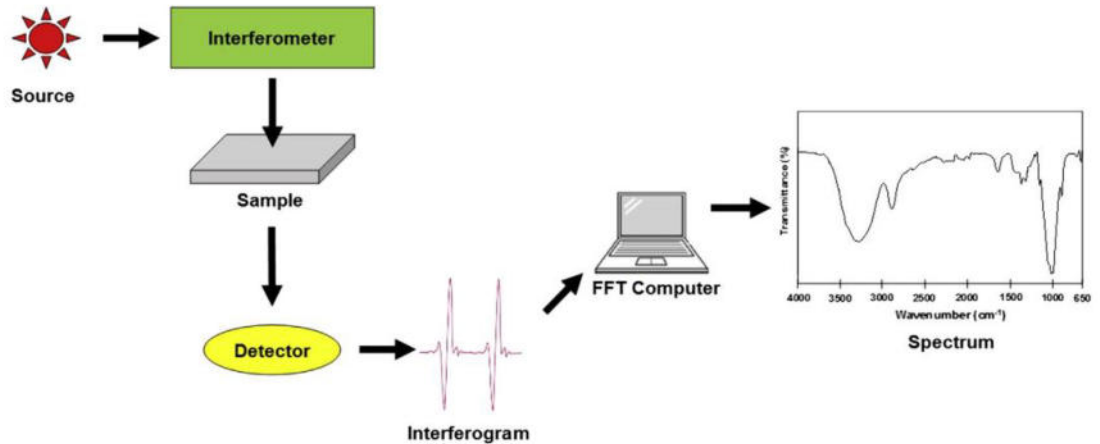 Source
Interferometer
Sample
Detector
Interferogram
FFT Computer
Transmittance (%)
4000 3500 3000 2500 2000 1500 1000 650
Wavenumber (cm⁻¹)
Spectrum